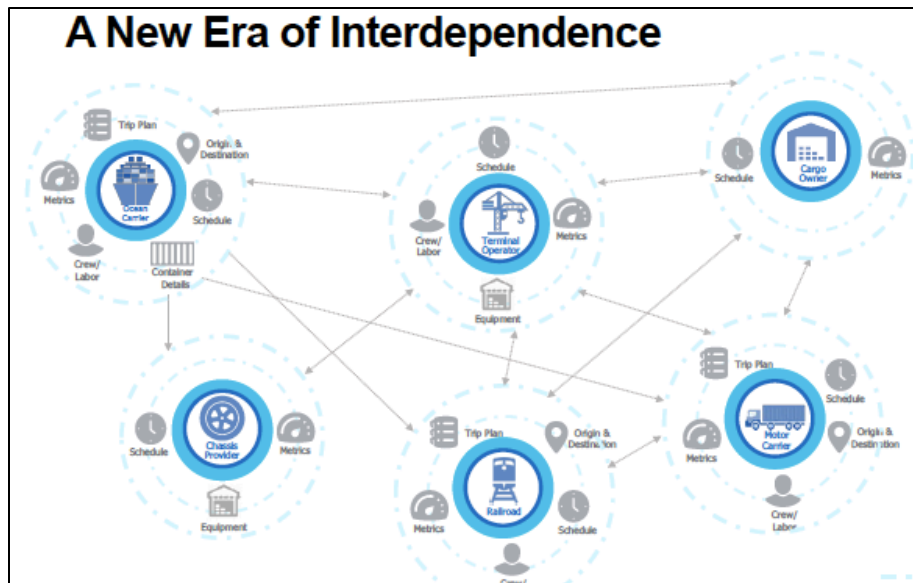 A New Era of Interdependence
Trip Plan
Origin &
Destination
Ocean
Carrier
Metrics
Schedule
Crew/
Labor
Container
Details
Schedule
Crew/
Labor
Terminal
Operator
Metrics
Equipment
Schedule
Cargo
Owner
Metrics
Schedule
Chassis
Provider
Metrics
Equipment
Trip Plan
Origin &
Destination
Metrics
Railroad
Schedule
Crew/
Trip Plan
Schedule
Metrics
Motor
Carrier
Origin &
Destination
Crew/
Labor